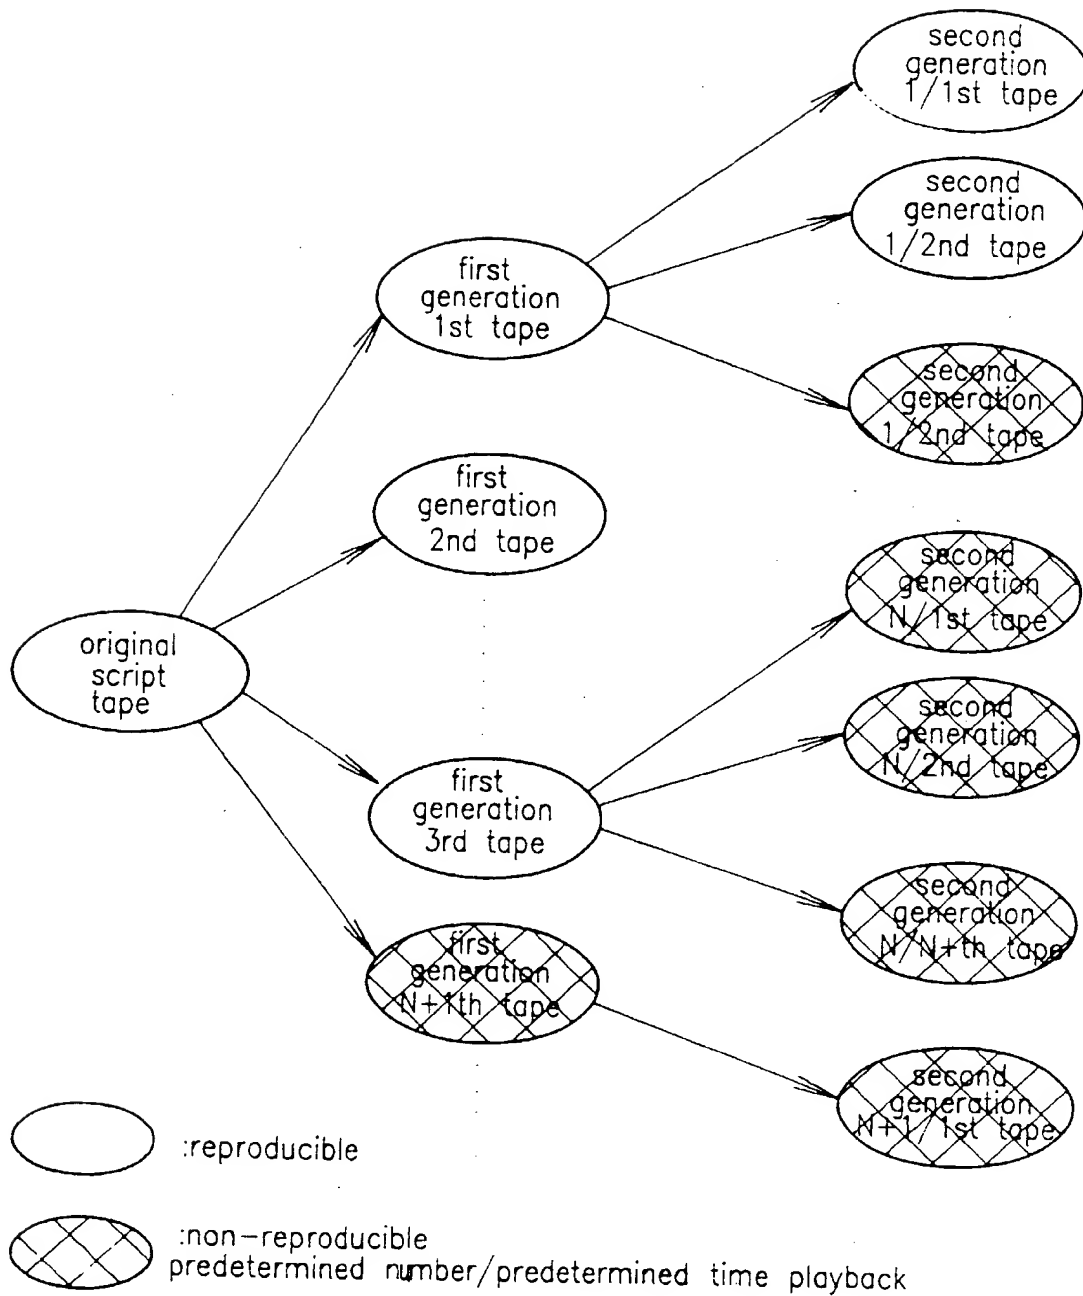 second
generation
1/1st tape
second
generation
1/2nd tape
first
generation
1st tape
second
generation
1/2nd tape
first
generation
2nd tape
second
generation
N/1st tape
original
script
tape
second
generation
N/2nd tape
first
generation
3rd tape
second
generation
N/N+th tape
first
generation
N+1th tape
second
generation
N+1/1st tape
:reproducible
:non-reproducible
predetermined number/predetermined time playback